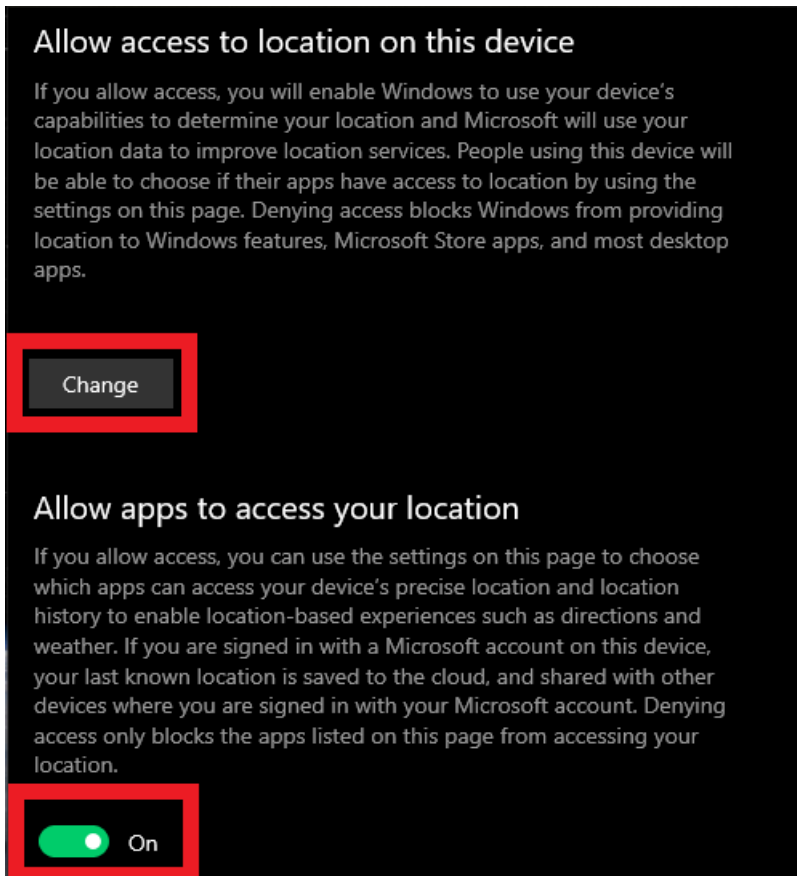 Allow access to location on this device
If you allow access, you will enable Windows to use your device’s
capabilities to determine your location and Microsoft will use your
location data to improve location services. People using this device will
be able to choose if their apps have access to location by using the
settings on this page. Denying access blocks Windows from providing
location to Windows features, Microsoft Store apps, and most desktop
apps.
Change
Allow apps to access your location
If you allow access, you can use the settings on this page to choose
which apps can access your device’s precise location and location
history to enable location-based experiences such as directions and
weather. If you are signed in with a Microsoft account on this device,
your last known location is saved to the cloud, and shared with other
devices where you are signed in with your Microsoft account. Denying
access only blocks the apps listed on this page from accessing your
location.
On